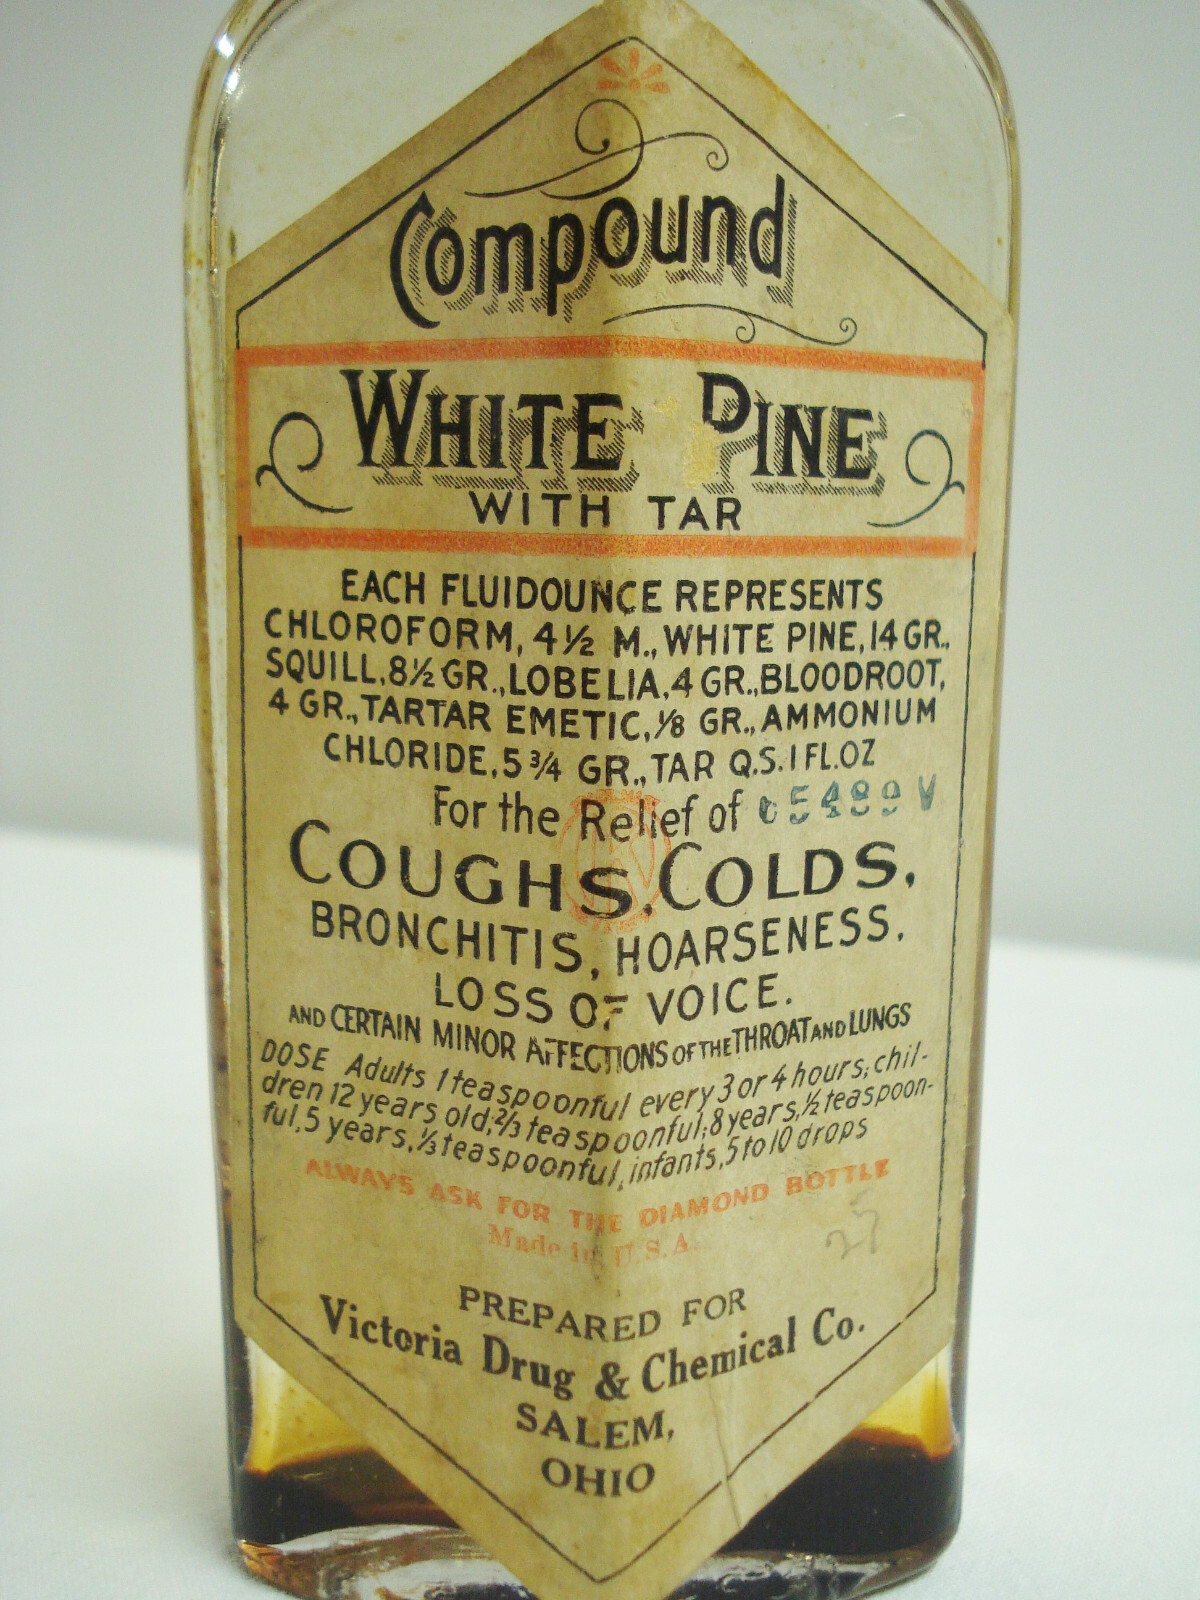 Compound
WHITE PINE
WITH TAR
EACH FLUIDOUNCE REPRESENTS
CHLOROFORM, 4½ M., WHITE PINE, 14 GR.,
SQUILL, 8½ GR., LOBELIA, 4 GR., BLOODROOT,
4 GR., TARTAR EMETIC, ⅛ GR., AMMONIUM
CHLORIDE, 5¾ GR., TAR Q.S. 1 FL.OZ
For the Relief of
COUGHS, COLDS,
BRONCHITIS, HOARSENESS,
LOSS OF VOICE.
AND CERTAIN MINOR AFFECTIONS OF THE THROAT AND LUNGS
DOSE Adults 1 teaspoonful every 3 or 4 hours; chil-
dren 12 years old, ⅔ teaspoonful; 8 years, ½ teaspoon-
ful, 5 years, ⅓ teaspoonful, infants, 5 to 10 drops
ALWAYS ASK FOR THE DIAMOND BOTTLE
Made in U.S.A.
27
PREPARED FOR
Victoria Drug & Chemical Co.
SALEM,
OHIO